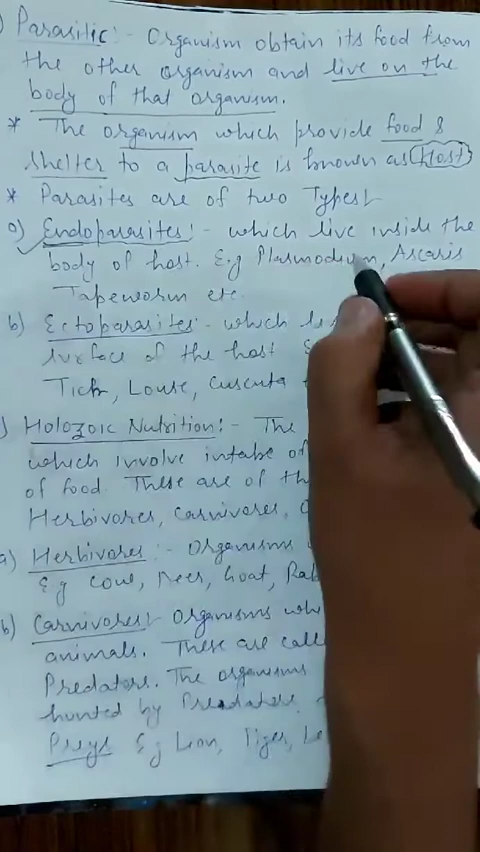 ) Parasitic:- Organism obtain its food from
the other organism and live on the
body of that organism.
* The organism which provide food &
shelter to a parasite is known as Host
* Parasites are of two Types:-
a) Endoparasites:- which live inside the
body of host. E.g Plasmodium, Ascaris
Tapeworm etc.
b) Ectoparasites- which
surface of the host
Tick, Louse, Cuscuta
) Holozoic Nutrition:- The
which involve intake of
of food. These are of th
Herbivores, Carnivores, O
a) Herbivores:- Organisms
E.g Cow, Deer, Goat, Rab
b) Carnivores:- Organisms whi
animals. These are calle
Predators. The organisms
hunted by Predators
Preys E.g Lion, Tiger, Le